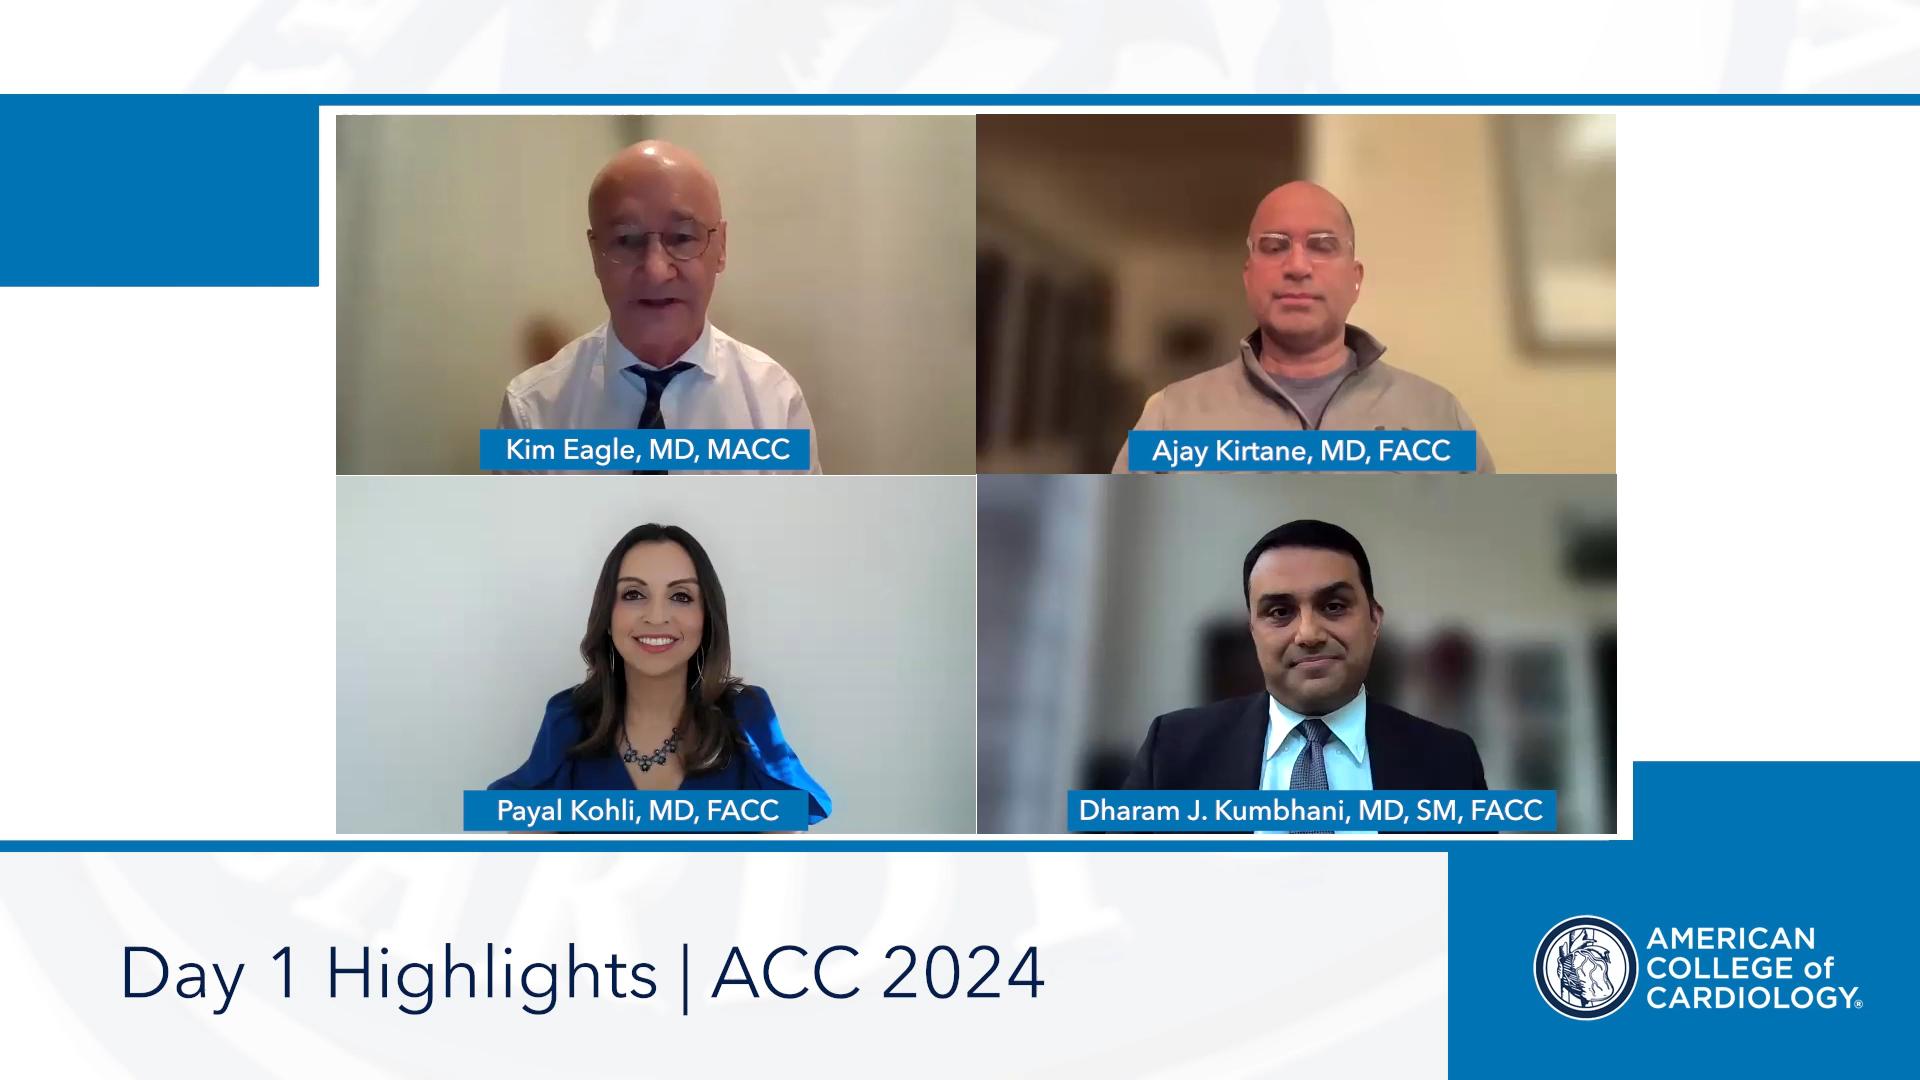 Kim Eagle, MD, MACC
Ajay Kirtane, MD, FACC
Payal Kohli, MD, FACC
Dharam J. Kumbhani, MD, SM, FACC
Day 1 Highlights | ACC 2024
AMERICAN
COLLEGE of
CARDIOLOGY®